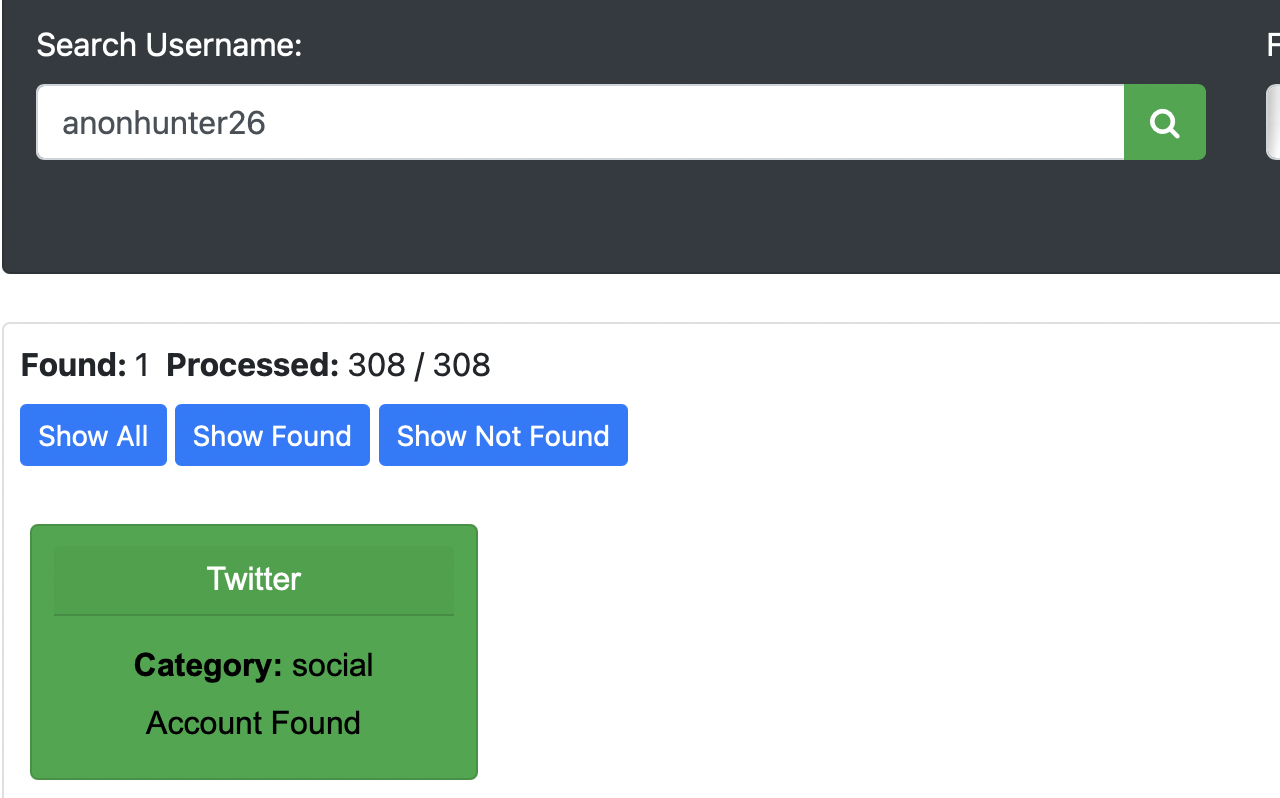 Search Username:
anonhunter26
Found: 1 Processed: 308 / 308
Show All Show Found Show Not Found
Twitter
Category: social
Account Found